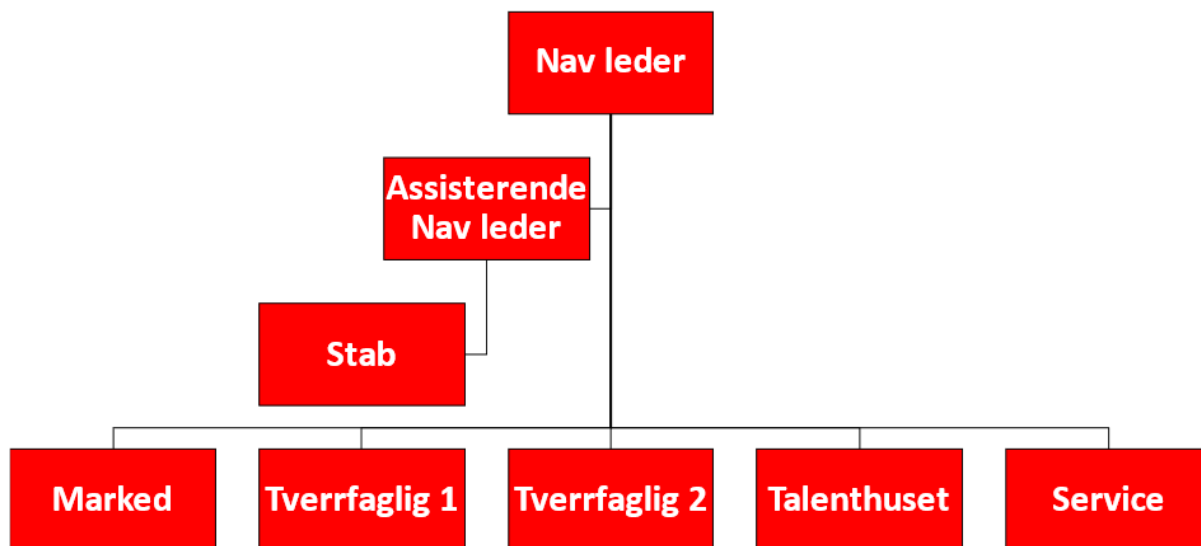 Nav leder
Assisterende
Nav leder
Stab
Marked
Tverrfaglig 1
Tverrfaglig 2
Talenthuset
Service